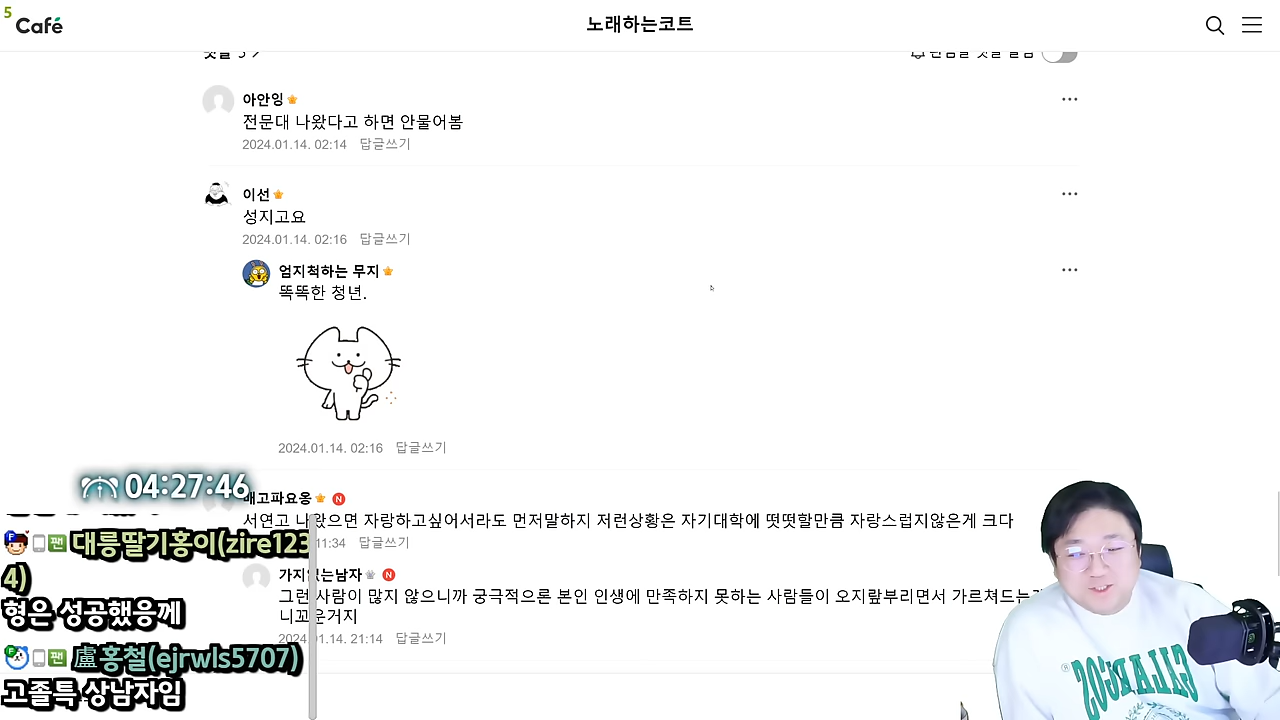 5
Café
노래하는코트
아안잉
전문대 나왔다고 하면 안물어봄
2024.01.14. 02:14 답글쓰기
이선
성지고요
2024.01.14. 02:16 답글쓰기
엄지척하는 무지
똑똑한 청년.
2024.01.14. 02:16 답글쓰기
04:27:46
배고파요옹 N
서연고 나왔으면 자랑하고싶어서라도 먼저말하지 저런상황은 자기대학에 떳떳할만큼 자랑스럽지않은게 크다
11:34 답글쓰기
가지없는남자 N
그런 사람이 많지 않으니까 궁극적으론 본인 인생에 만족하지 못하는 사람들이 오지랖부리면서 가르쳐드는
니꼬운거지
2024.01.14. 21:14 답글쓰기
F 팬 대릉딸기홍이(zire123
4)
형은 성공했응께
F 팬 盧홍철(ejrwls5707)
고졸특 상남자임